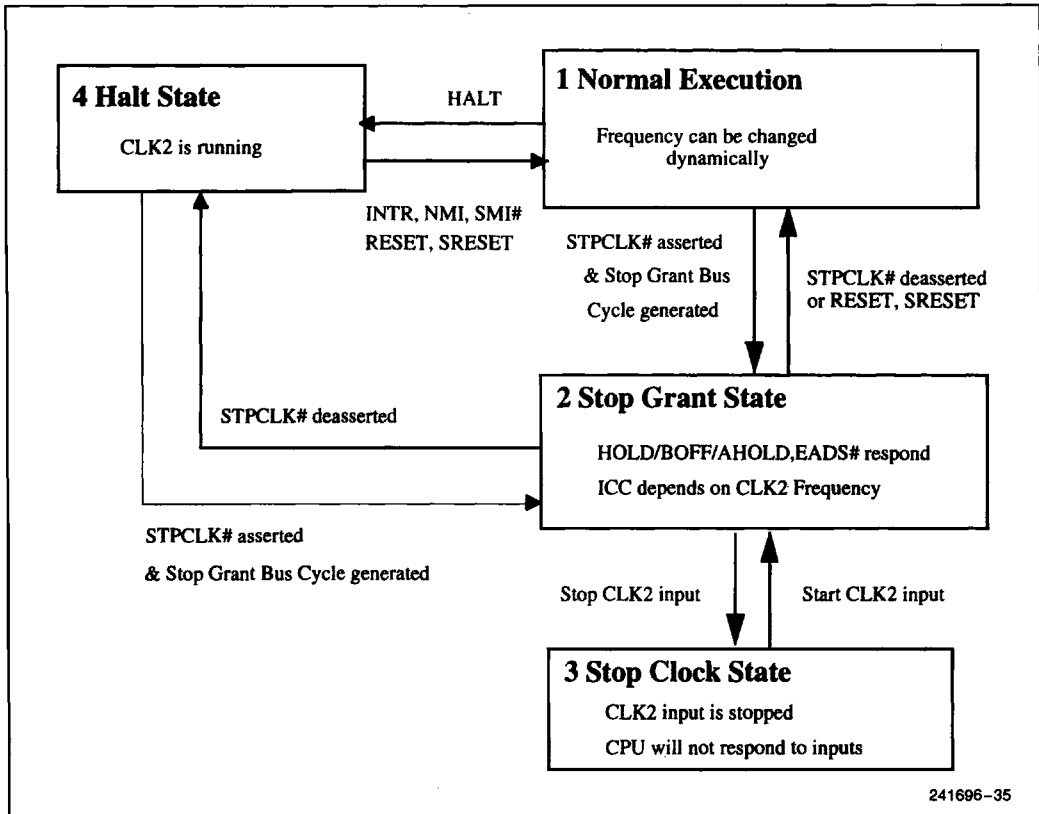 4 Halt State
CLK2 is running
HALT
1 Normal Execution
Frequency can be changed
dynamically
INTR, NMI, SMI#
RESET, SRESET
STPCLK# asserted
& Stop Grant Bus
Cycle generated
STPCLK# deasserted
or RESET, SRESET
STPCLK# deasserted
2 Stop Grant State
HOLD/BOFF/AHOLD,EADS# respond
ICC depends on CLK2 Frequency
STPCLK# asserted
& Stop Grant Bus Cycle generated
Stop CLK2 input
Start CLK2 input
3 Stop Clock State
CLK2 input is stopped
CPU will not respond to inputs
241696-35